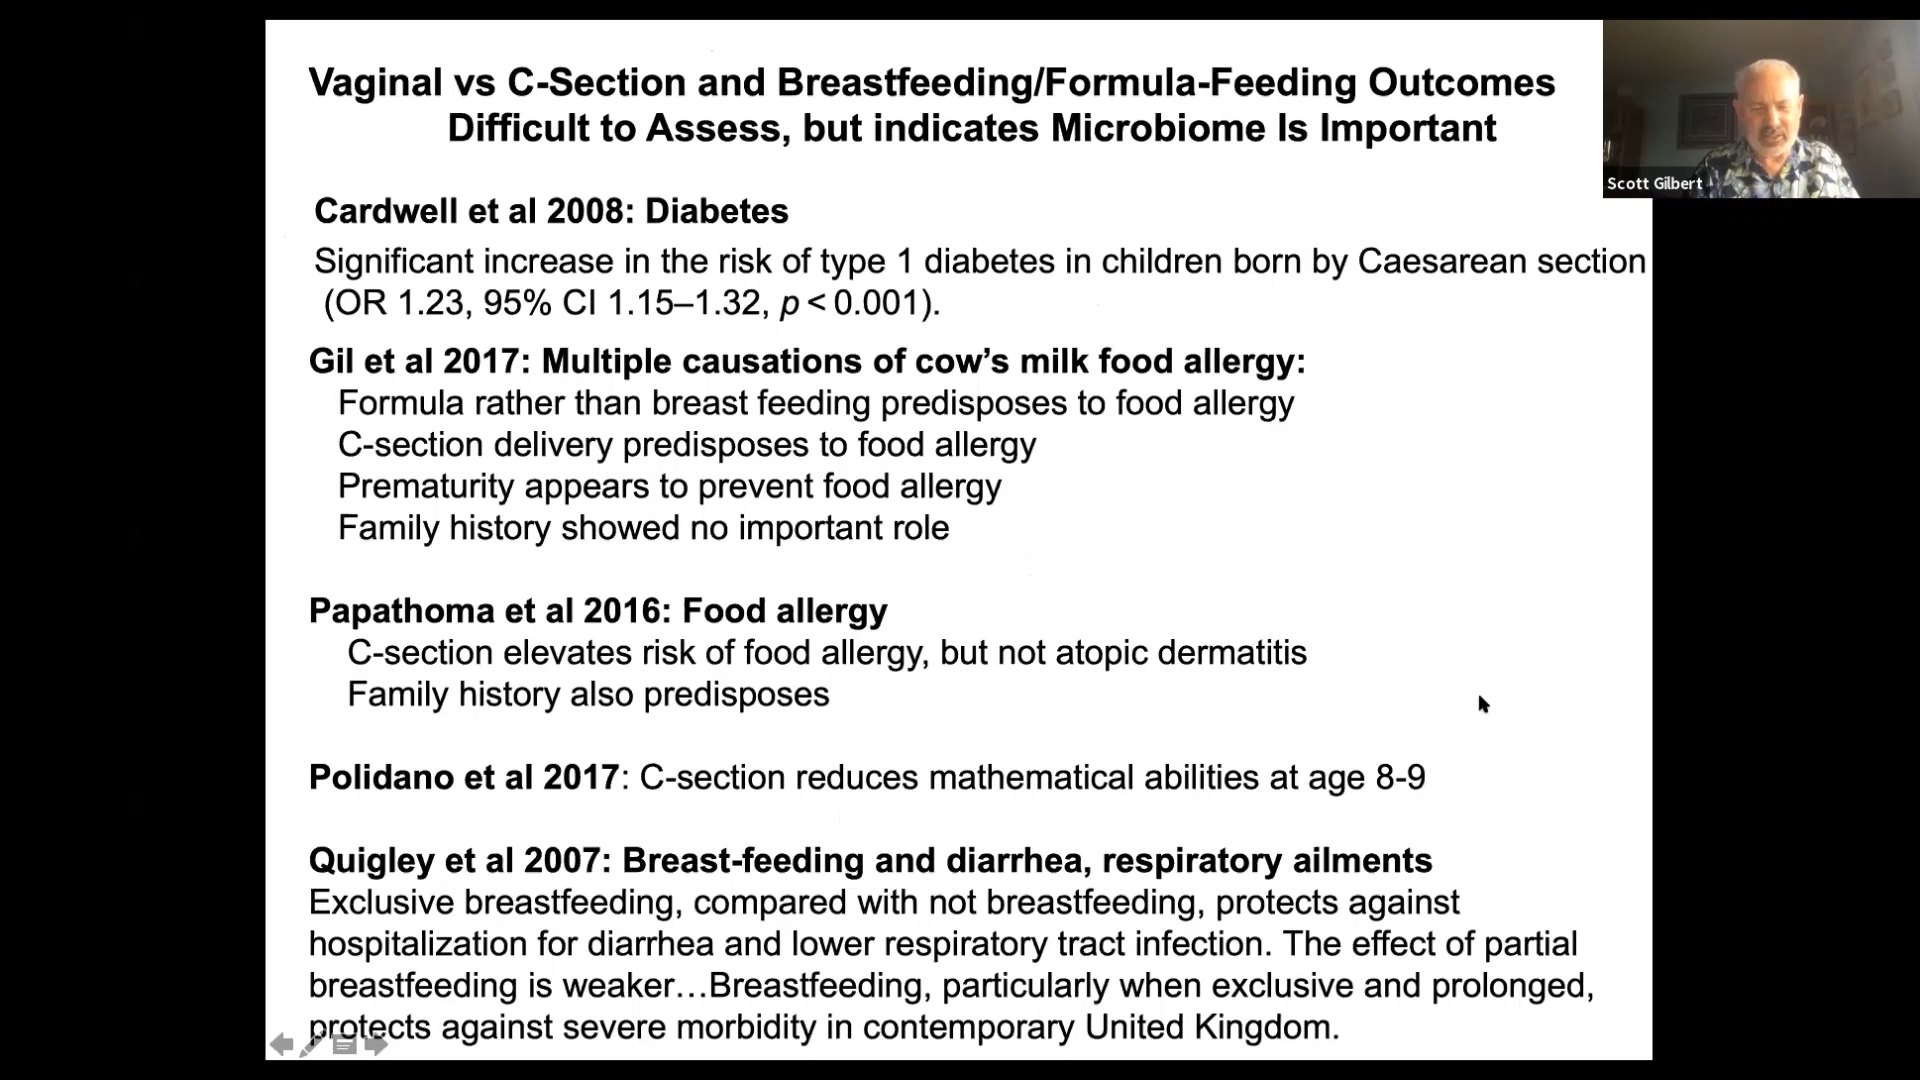 Vaginal vs C-Section and Breastfeeding/Formula-Feeding Outcomes
Difficult to Assess, but indicates Microbiome Is Important
Scott Gilbert
Cardwell et al 2008: Diabetes
Significant increase in the risk of type 1 diabetes in children born by Caesarean section
(OR 1.23, 95% CI 1.15–1.32, p < 0.001).
Gil et al 2017: Multiple causations of cow’s milk food allergy:
Formula rather than breast feeding predisposes to food allergy
C-section delivery predisposes to food allergy
Prematurity appears to prevent food allergy
Family history showed no important role
Papathoma et al 2016: Food allergy
C-section elevates risk of food allergy, but not atopic dermatitis
Family history also predisposes
Polidano et al 2017: C-section reduces mathematical abilities at age 8-9
Quigley et al 2007: Breast-feeding and diarrhea, respiratory ailments
Exclusive breastfeeding, compared with not breastfeeding, protects against
hospitalization for diarrhea and lower respiratory tract infection. The effect of partial
breastfeeding is weaker…Breastfeeding, particularly when exclusive and prolonged,
protects against severe morbidity in contemporary United Kingdom.